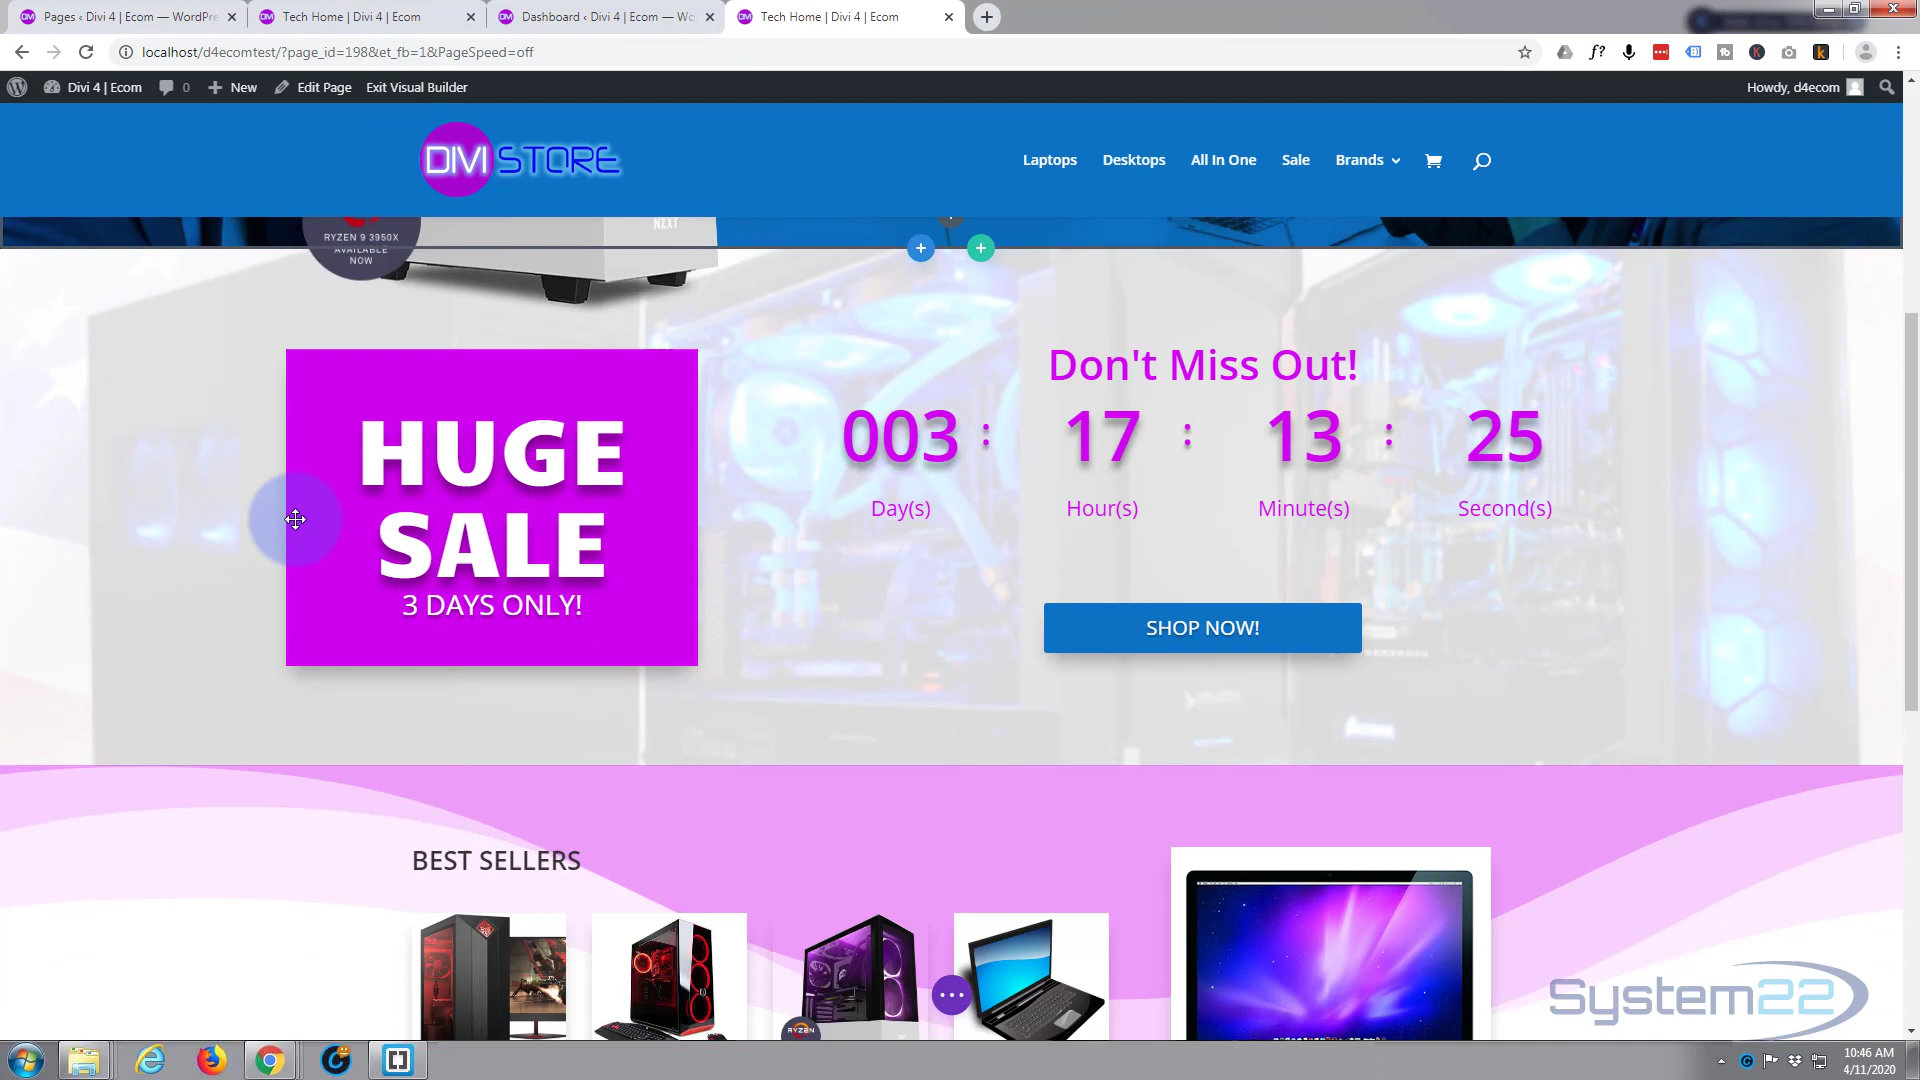 Pages ‹ Divi 4 | Ecom — WordPre
Tech Home | Divi 4 | Ecom
Dashboard ‹ Divi 4 | Ecom — Wo
Tech Home | Divi 4 | Ecom
localhost/d4ecomtest/?page_id=198&et_fb=1&PageSpeed=off
Divi 4 | Ecom
0
New
Edit Page
Exit Visual Builder
Howdy, d4ecom
DIVI STORE
Laptops
Desktops
All In One
Sale
Brands
NZXT
RYZEN 9 3950X
AVAILABLE
NOW
HUGE
SALE
3 DAYS ONLY!
Don't Miss Out!
003 : 17 : 13 : 25
Day(s) Hour(s) Minute(s) Second(s)
SHOP NOW!
BEST SELLERS
RYZEN
System22
10:46 AM
4/11/2020